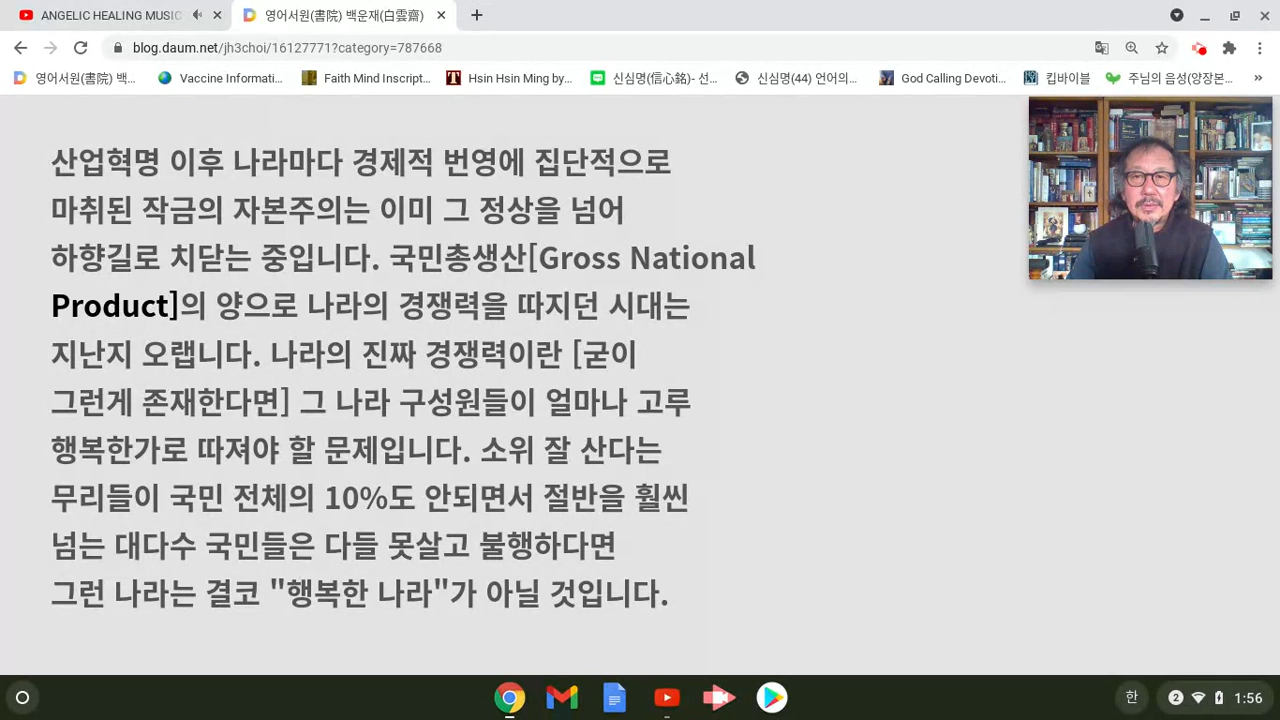 ANGELIC HEALING MUSIC
영어서원(書院) 백운재(白雲齋)
blog.daum.net/jh3choi/16127771?category=787668
영어서원(書院) 백...
Vaccine Informati...
Faith Mind Inscript...
Hsin Hsin Ming by...
신심명(信心銘)- 선...
신심명(44) 언어의...
God Calling Devoti...
킵바이블
주님의 음성(양장본...
산업혁명 이후 나라마다 경제적 번영에 집단적으로
마취된 작금의 자본주의는 이미 그 정상을 넘어
하향길로 치닫는 중입니다. 국민총생산[Gross National
Product]의 양으로 나라의 경쟁력을 따지던 시대는
지난지 오랩니다. 나라의 진짜 경쟁력이란 [굳이
그런게 존재한다면] 그 나라 구성원들이 얼마나 고루
행복한가로 따져야 할 문제입니다. 소위 잘 산다는
무리들이 국민 전체의 10%도 안되면서 절반을 훨씬
넘는 대다수 국민들은 다들 못살고 불행하다면
그런 나라는 결코 "행복한 나라"가 아닐 것입니다.
한
2
1:56